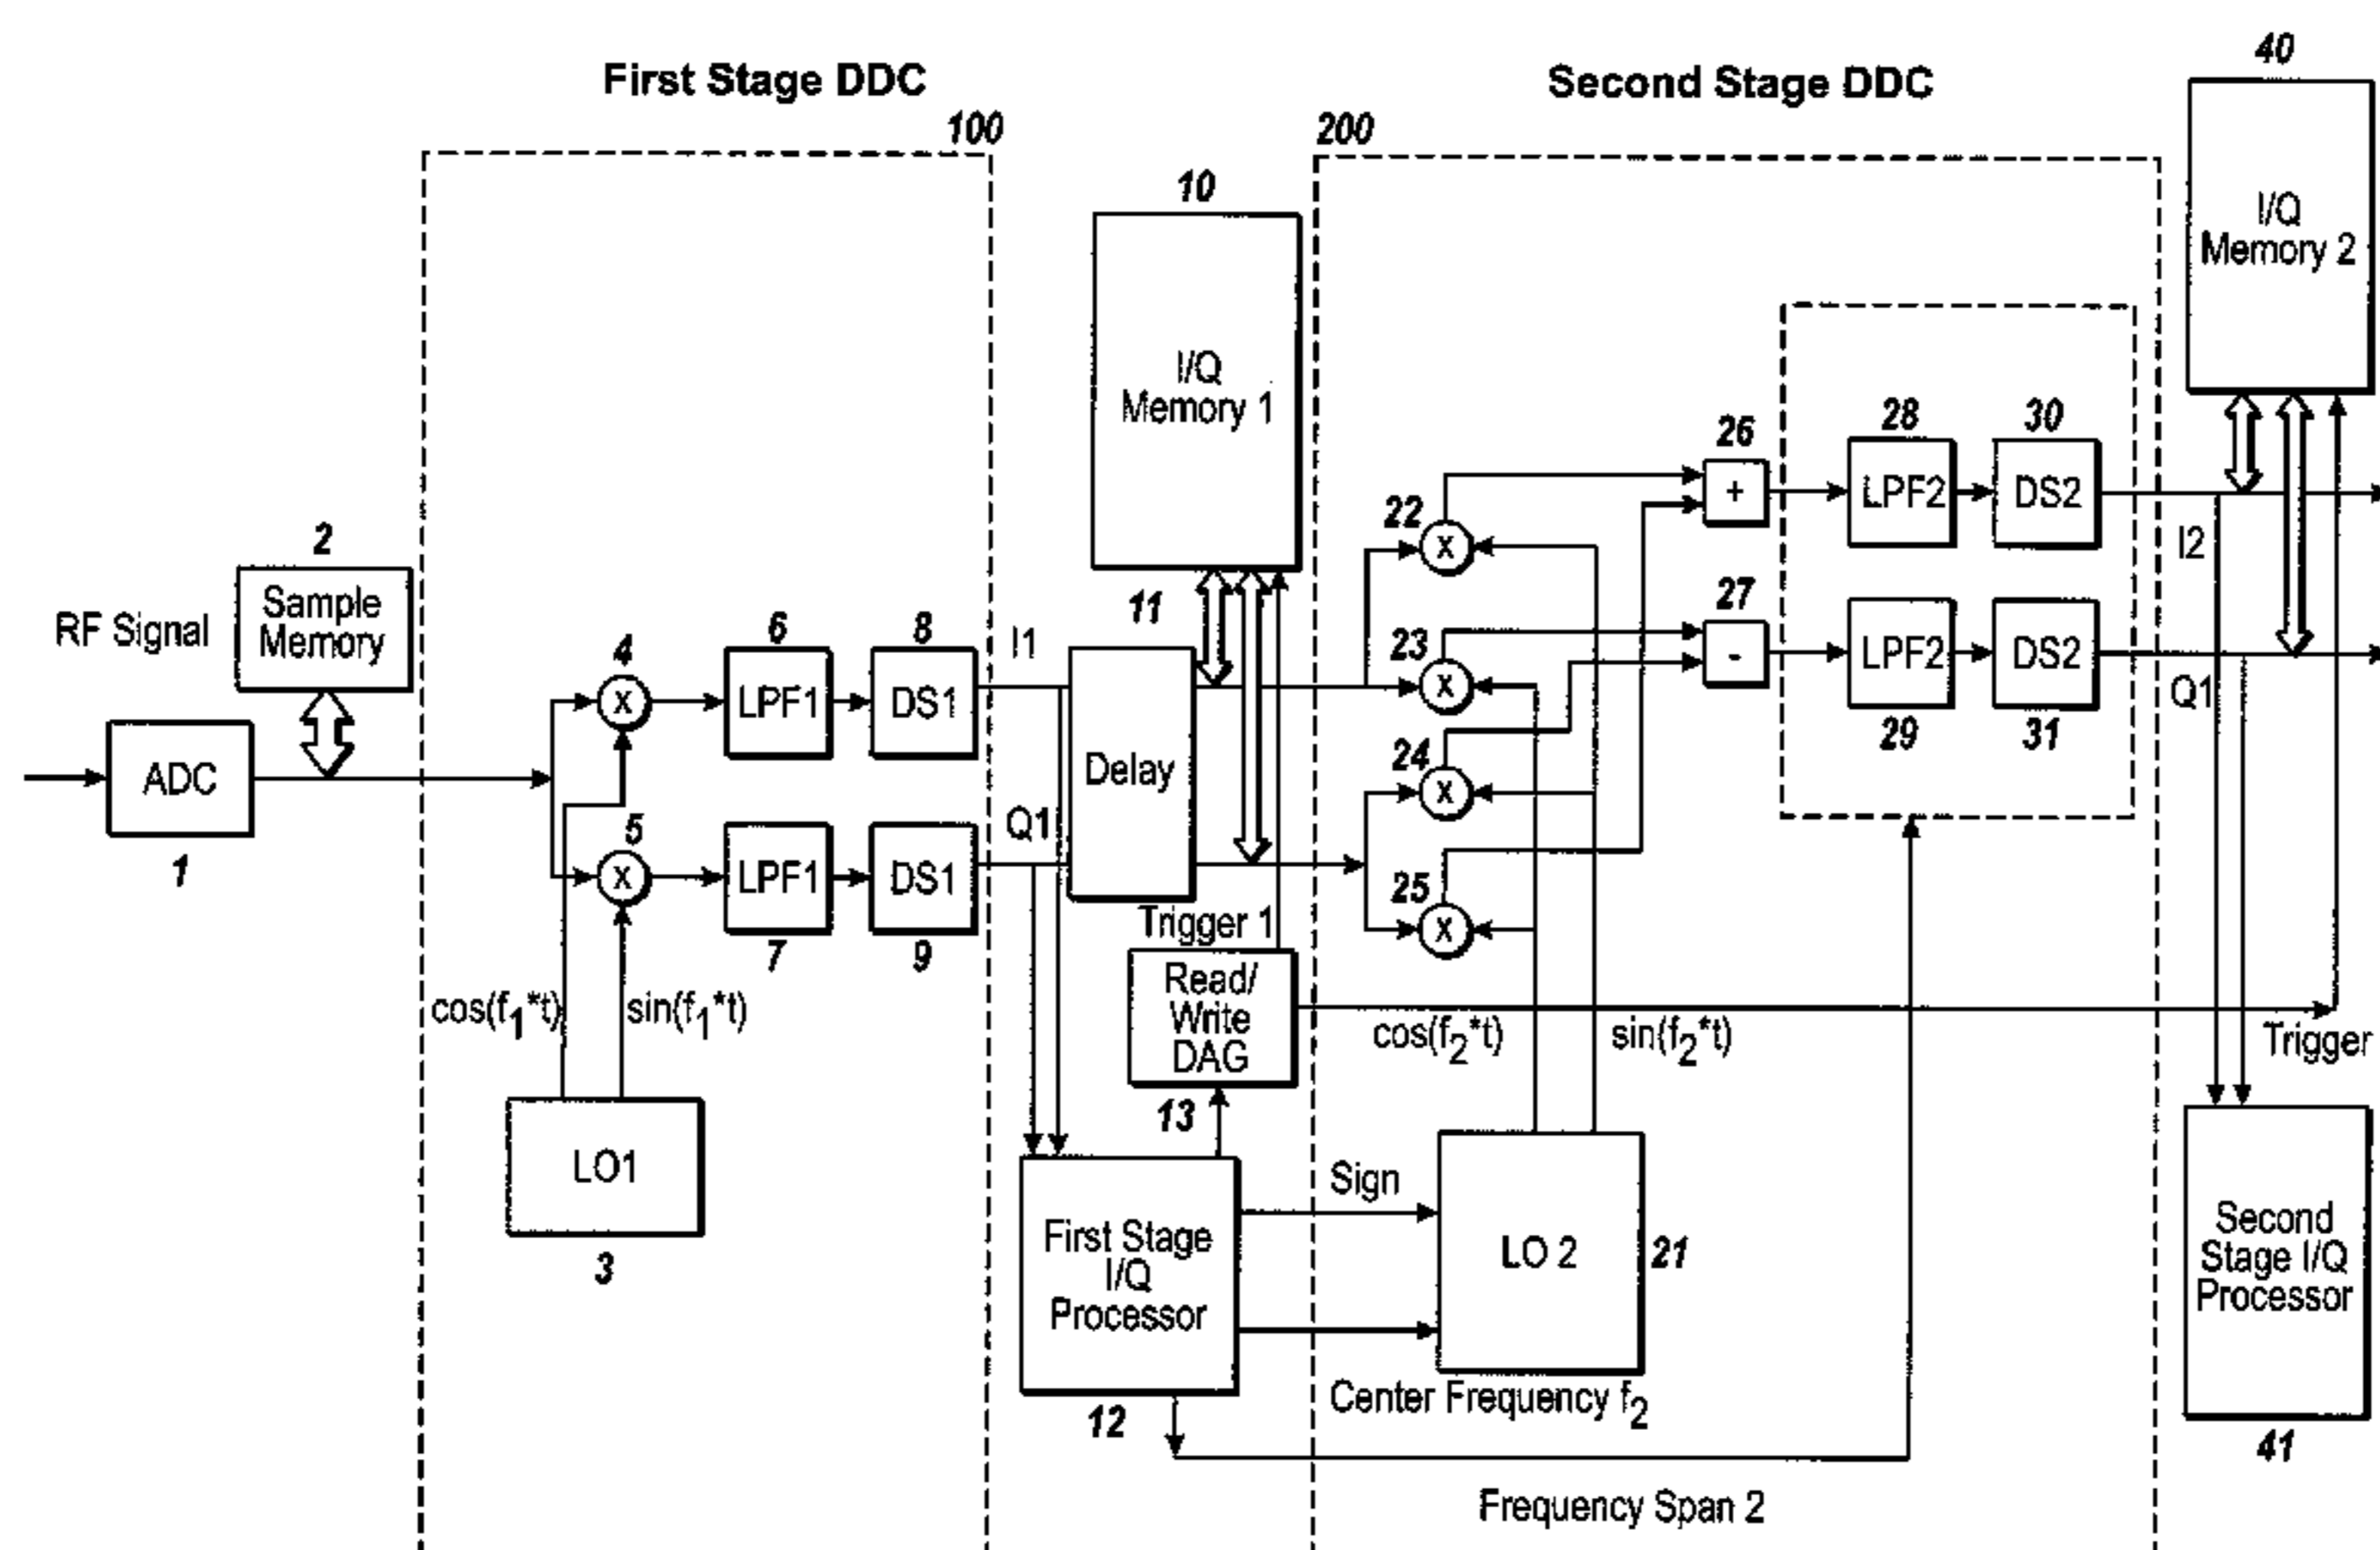 First Stage DDC
Second Stage DDC
40
100
200
10
I/Q
Memory 2
I/Q
Memory 1
2
Sample
Memory
RF Signal
ADC
1
4
x
5
x
6
LPF1
8
DS1
LPF1
7
DS1
9
cos(f1*t)
sin(f1*t)
LO1
3
I1
Q1
11
Delay
Trigger 1
Read/
Write
DAG
13
First Stage
I/Q
Processor
12
22
x
23
x
24
x
25
x
26
+
27
-
28
LPF2
30
DS2
LPF2
29
DS2
31
I2
Q1
cos(f2*t)
sin(f2*t)
Trigger
Sign
LO 2
21
Center Frequency f2
Frequency Span 2
Second
Stage I/Q
Processor
41